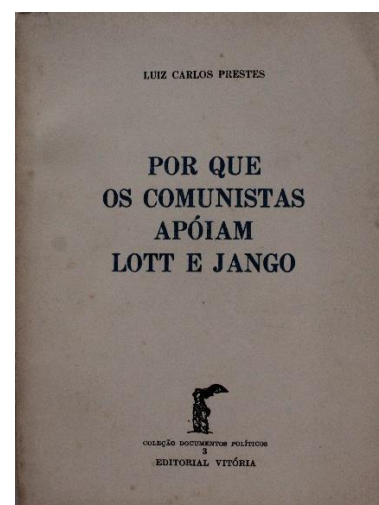 LUIZ CARLOS PRESTES
POR QUE
OS COMUNISTAS
APÓIAM
LOTT E JANGO
COLEÇÃO DOCUMENTOS POLÍTICOS
3
EDITORIAL VITÓRIA